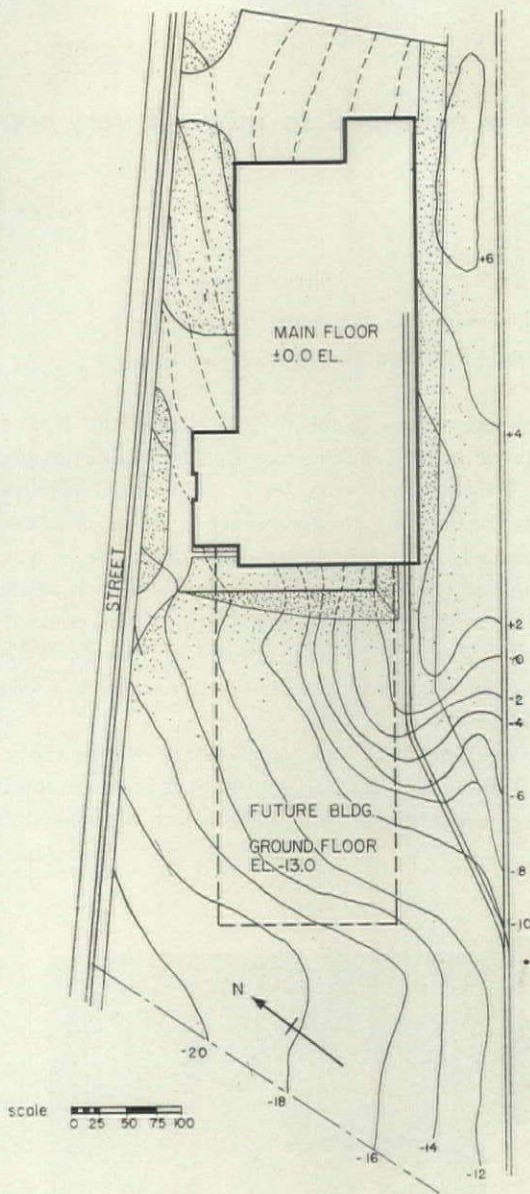 +6
MAIN FLOOR
±0.0 EL.
+4
STREET
+2
0
-2
-4
-6
FUTURE BLDG.
GROUND FLOOR
EL.-13.0
-8
-10
N
-20
-18
-16
-14
-12
scale
0 25 50 75 100